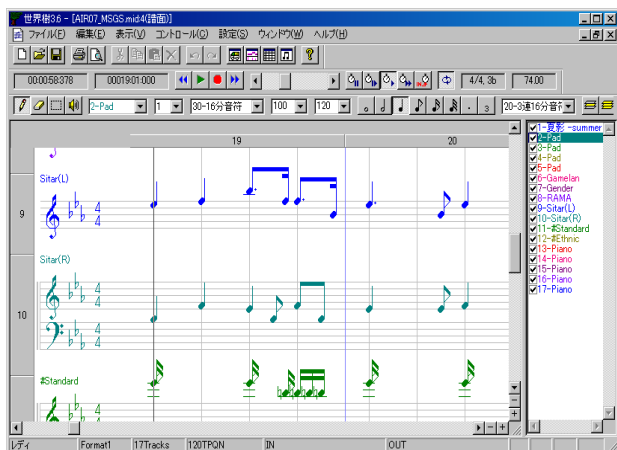 世界樹3.6 - [AIR07_MSGS.mid:4(譜面)]
ファイル(F) 編集(E) 表示(V) コントロール(C) 設定(S) ウィンドウ(W) ヘルプ(H)
00:00:58:378 00019:01:000 4/4, 3b 74.00
2-Pad 1 30-16分音符 100 120 3 20-3連16分音符
19 20
Sitar(L)
9
4
4
Sitar(R)
10
4
4
#Standard
4
1-夏影 -summer
2-Pad
3-Pad
4-Pad
5-Pad
6-Gamelan
7-Gender
8-RAMA
9-Sitar(L)
10-Sitar(R)
11-#Standard
12-#Ethnic
13-Piano
14-Piano
15-Piano
16-Piano
17-Piano
レディ Format1 17Tracks 120TPQN IN OUT